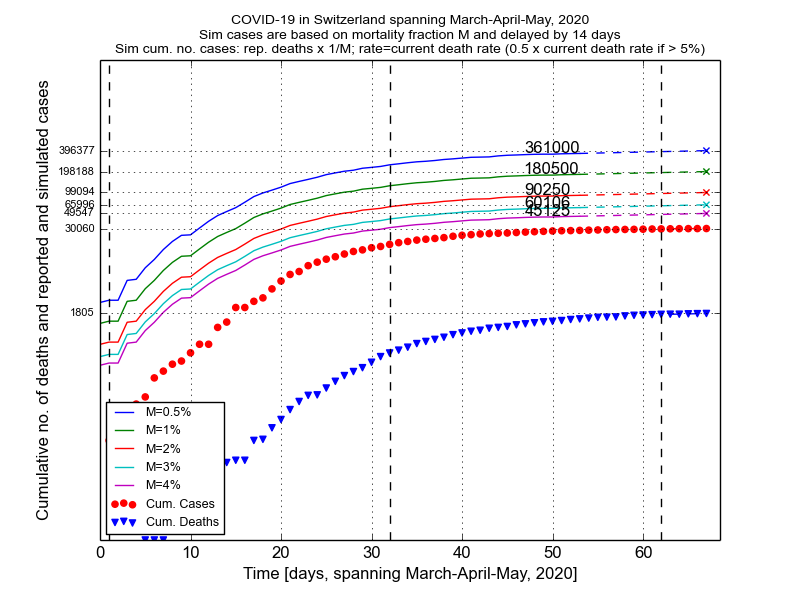 COVID-19 in Switzerland spanning March-April-May, 2020
Sim cases are based on mortality fraction M and delayed by 14 days
Sim cum. no. cases: rep. deaths x 1/M; rate=current death rate (0.5 x current death rate if > 5%)
Cumulative no. of deaths and reported and simulated cases
396377
198188
99094
65996
49547
30060
1805
361000
180500
90250
60106
45125
M=0.5%
M=1%
M=2%
M=3%
M=4%
Cum. Cases
Cum. Deaths
0 10 20 30 40 50 60
Time [days, spanning March-April-May, 2020]